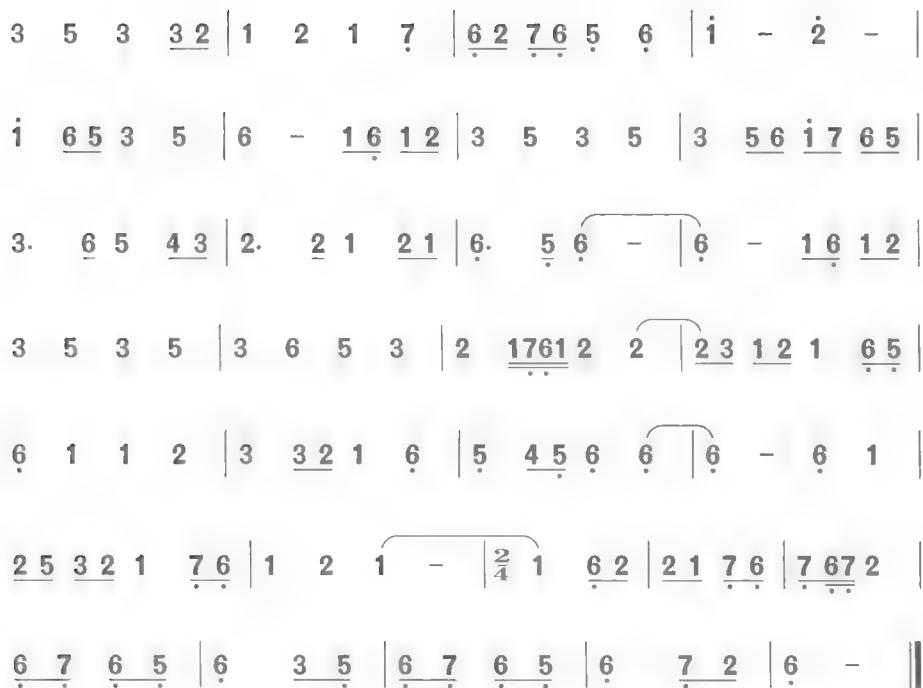 3 5 3 3 2 | 1 2 1 7̣ | 6̣ 2 7̣ 6̣ 5̣ 6̣ | 1̇ - 2̇ - |
1̇ 6 5 3 5 | 6 - 1 6̣ 1 2 | 3 5 3 5 | 3 5 6 1̇ 7 6 5 |
3. 6 5 4 3 | 2. 2 1 2 1 | 6̣. 5̣ 6̣ - | 6̣ - 1 6̣ 1 2 |
3 5 3 5 | 3 6 5 3 | 2 1 7̣ 6̣ 1 2 2 | 2 3 1 2 1 6̣ 5̣ |
6̣ 1 1 2 | 3 3 2 1 6̣ | 5̣ 4 5̣ 6̣ 6̣ | 6̣ - 6̣ 1 |
2 5 3 2 1 7̣ 6̣ | 1 2 1 - | 2/4 1 6̣ 2 | 2 1 7̣ 6̣ | 7̣ 6̣ 7̣ 2 |
6̣ 7̣ 6̣ 5̣ | 6̣ 3 5̣ | 6̣ 7̣ 6̣ 5̣ | 6̣ 7̣ 2 | 6̣ - ‖